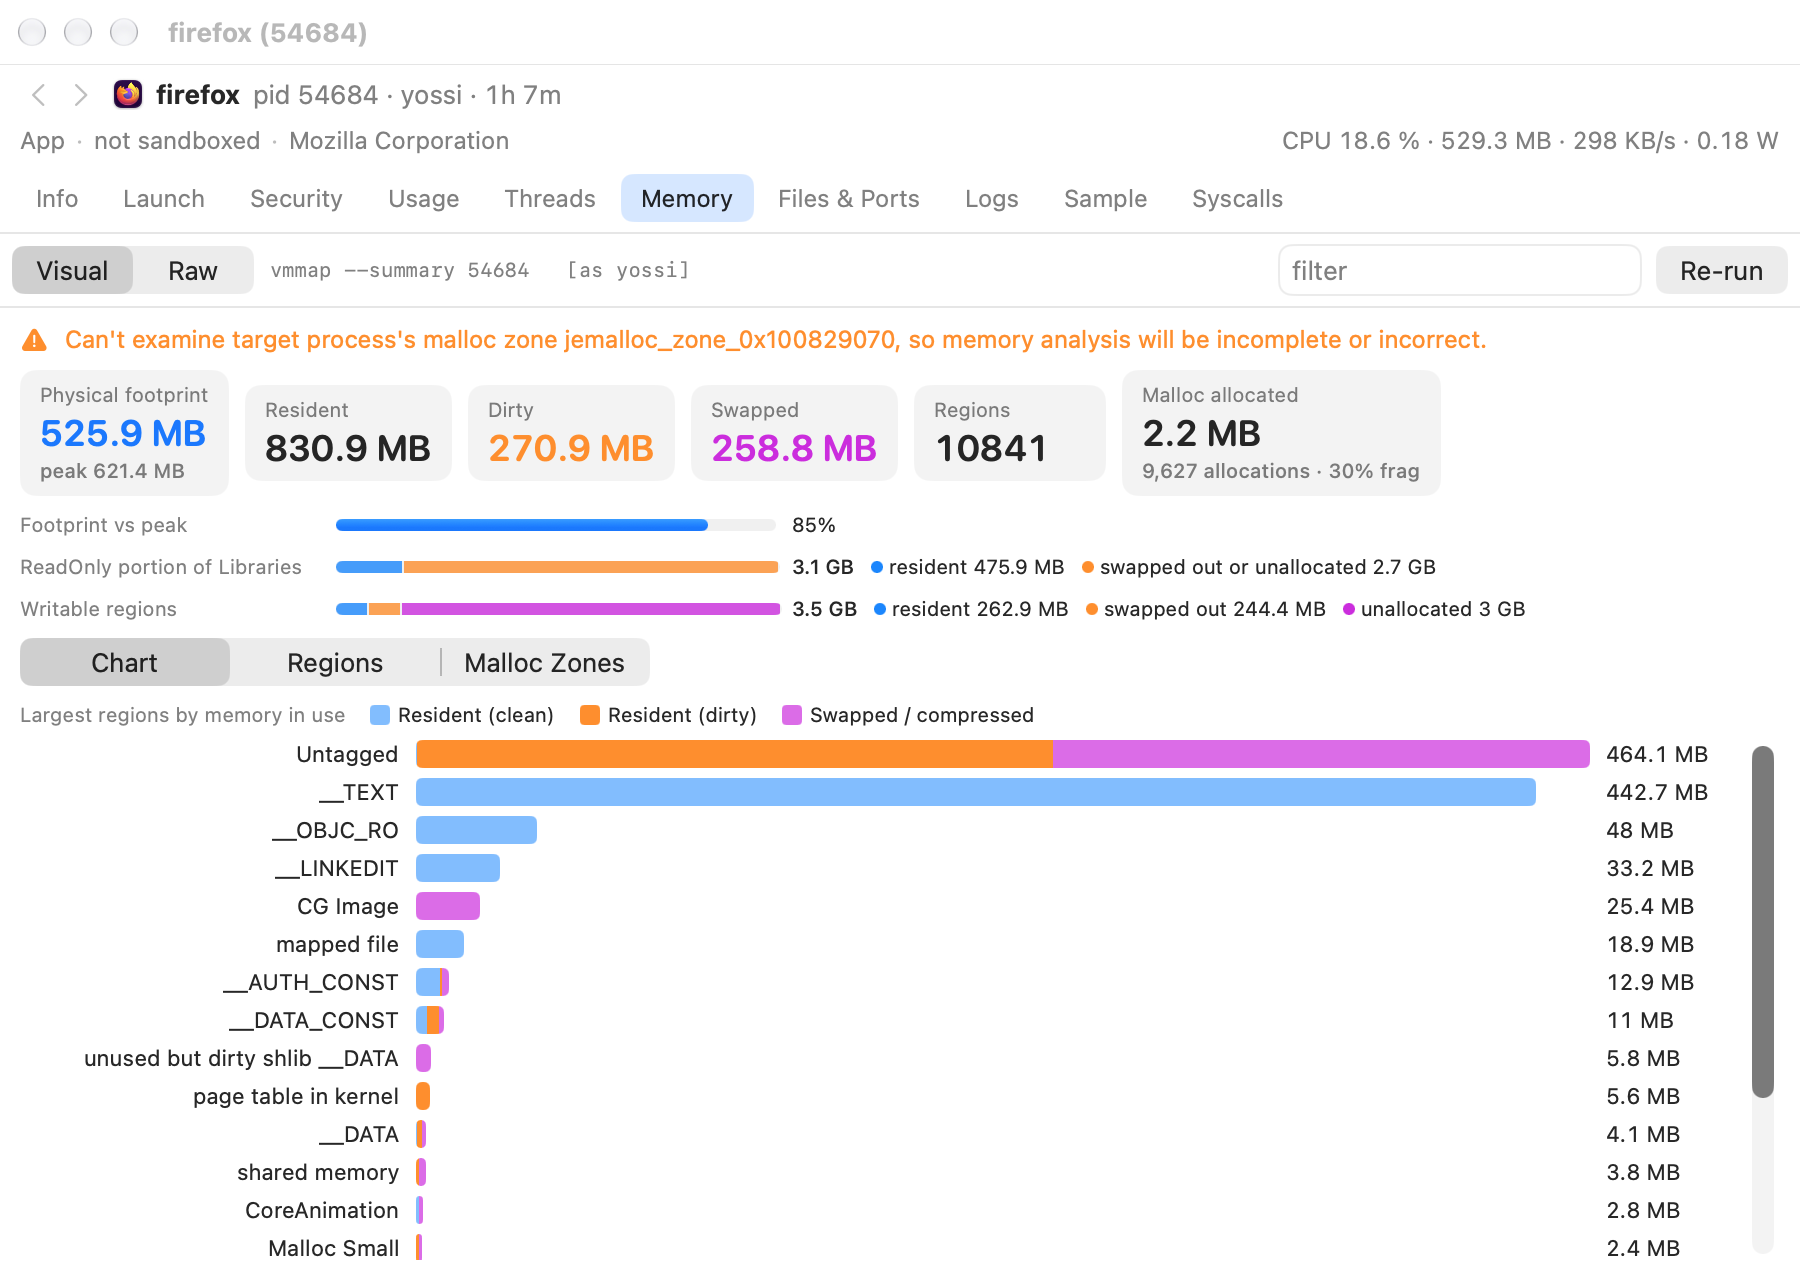 firefox (54684)
firefox pid 54684 · yossi · 1h 7m
App · not sandboxed · Mozilla Corporation
CPU 18.6 % · 529.3 MB · 298 KB/s · 0.18 W
Info Launch Security Usage Threads Memory Files & Ports Logs Sample Syscalls
Visual Raw vmmap --summary 54684 [as yossi] filter Re-run
Can't examine target process's malloc zone jemalloc_zone_0x100829070, so memory analysis will be incomplete or incorrect.
Physical footprint
525.9 MB
peak 621.4 MB
Resident
830.9 MB
Dirty
270.9 MB
Swapped
258.8 MB
Regions
10841
Malloc allocated
2.2 MB
9,627 allocations · 30% frag
Footprint vs peak 85%
ReadOnly portion of Libraries 3.1 GB resident 475.9 MB swapped out or unallocated 2.7 GB
Writable regions 3.5 GB resident 262.9 MB swapped out 244.4 MB unallocated 3 GB
Chart Regions Malloc Zones
Largest regions by memory in use Resident (clean) Resident (dirty) Swapped / compressed
Untagged 464.1 MB
__TEXT 442.7 MB
__OBJC_RO 48 MB
__LINKEDIT 33.2 MB
CG Image 25.4 MB
mapped file 18.9 MB
__AUTH_CONST 12.9 MB
__DATA_CONST 11 MB
unused but dirty shlib __DATA 5.8 MB
page table in kernel 5.6 MB
__DATA 4.1 MB
shared memory 3.8 MB
CoreAnimation 2.8 MB
Malloc Small 2.4 MB